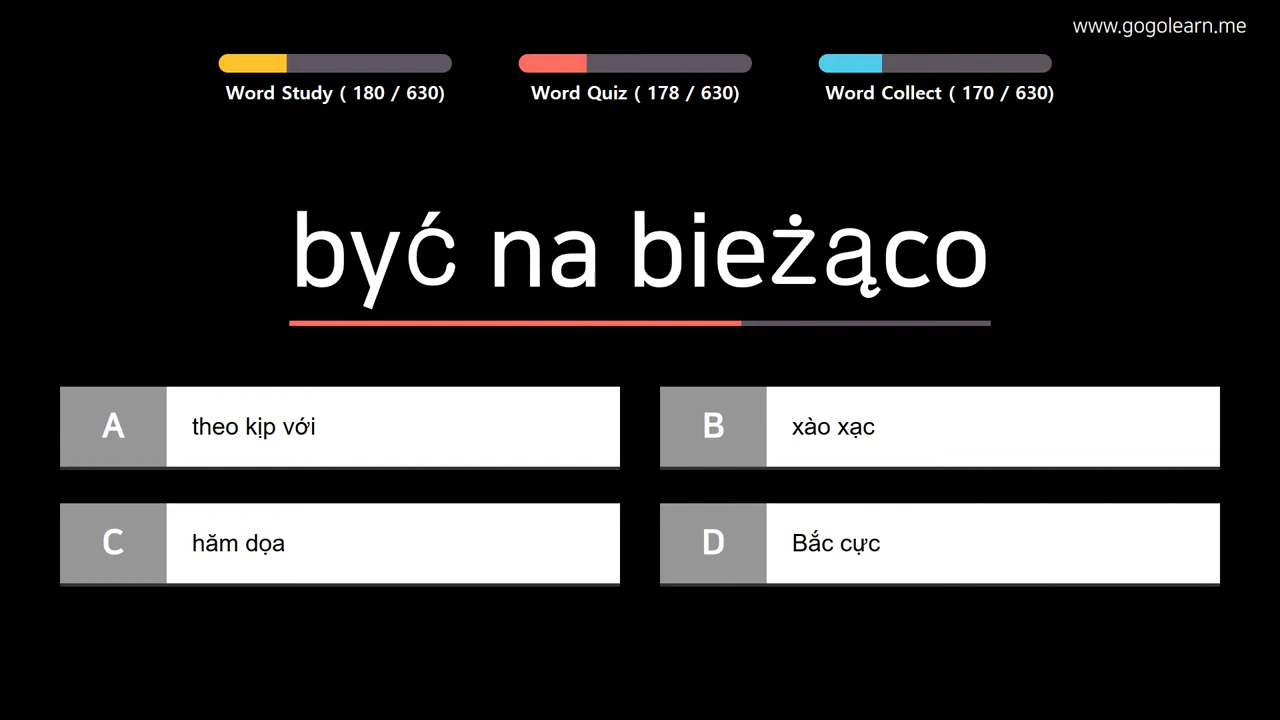 www.gogolearn.me
Word Study ( 180 / 630)
Word Quiz ( 178 / 630)
Word Collect ( 170 / 630)
być na bieżąco
A
theo kịp với
B
xào xạc
C
hăm dọa
D
Bắc cực